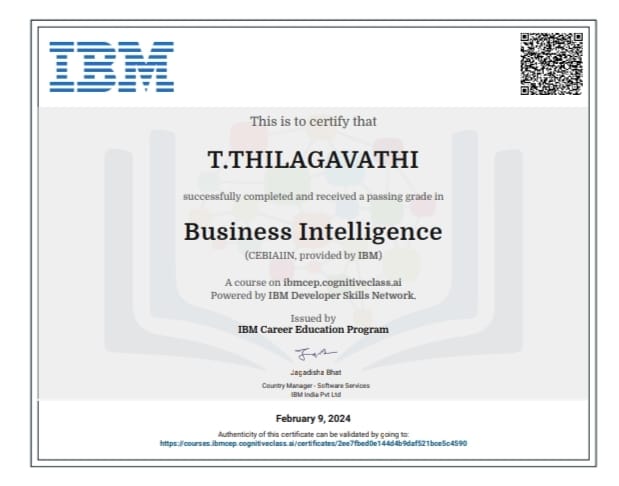 IBM
This is to certify that
T.THILAGAVATHI
successfully completed and received a passing grade in
Business Intelligence
(CEBIAIIN, provided by IBM)
A course on ibmcep.cognitiveclass.ai
Powered by IBM Developer Skills Network.
Issued by
IBM Career Education Program
Jagadisha Bhat
Country Manager - Software Services
IBM India Pvt Ltd
February 9, 2024
Authenticity of this certificate can be validated by going to:
https://courses.ibmcep.cognitiveclass.ai/certificates/2ee7fbed0e144d4b9daf521bce5c4590